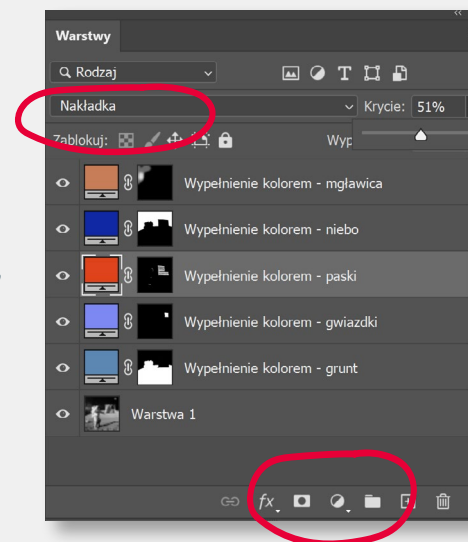 Warstwy
Rodzaj
Nakładka Krycie: 51%
Zablokuj: Wyp
Wypełnienie kolorem - mgławica
Wypełnienie kolorem - niebo
Wypełnienie kolorem - paski
Wypełnienie kolorem - gwiazdki
Wypełnienie kolorem - grunt
Warstwa 1
fx